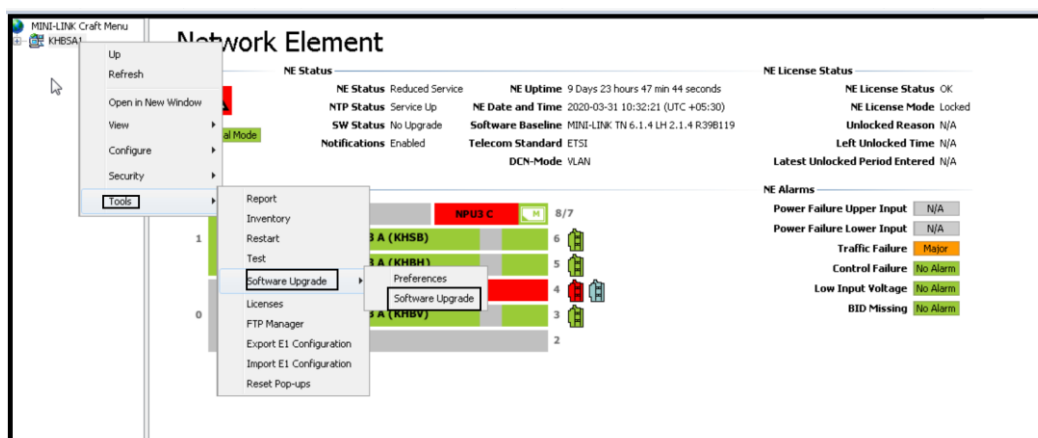 MINI-LINK Craft Menu
KHBSA1
Network Element
Up
Refresh
Open in New Window
View
Configure
Security
Tools
NE Status
NE Status Reduced Service
NTP Status Service Up
SW Status No Upgrade
Notifications Enabled
NE Uptime 9 Days 23 hours 47 min 44 seconds
NE Date and Time 2020-03-31 10:32:21 (UTC +05:30)
Software Baseline MINI-LINK TN 6.1.4 LH 2.1.4 R39B119
Telecom Standard ETSI
DCN-Mode VLAN
al Mode
NE License Status
NE License Status OK
NE License Mode Locked
Unlocked Reason N/A
Left Unlocked Time N/A
Latest Unlocked Period Entered N/A
NE Alarms
Power Failure Upper Input N/A
Power Failure Lower Input N/A
Traffic Failure Major
Control Failure No Alarm
Low Input Voltage No Alarm
BID Missing No Alarm
Report
Inventory
Restart
Test
Software Upgrade
Licenses
FTP Manager
Export E1 Configuration
Import E1 Configuration
Reset Pop-ups
Preferences
Software Upgrade
NPU3 C M 8/7
1 3 A (KHSB) 6
3 A (KHBH) 5
4
0 3 A (KHBV) 3
2